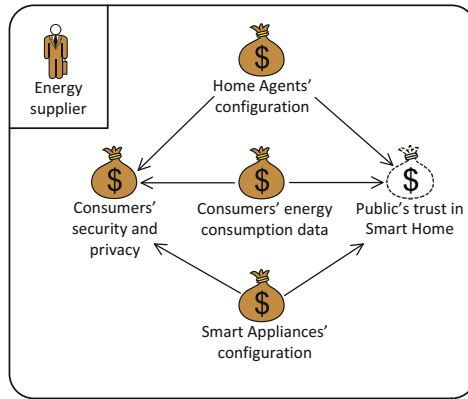 Energy
supplier
$
Home Agents'
configuration
$
Consumers'
security and
privacy
$
Consumers' energy
consumption data
$
Public's trust in
Smart Home
$
Smart Appliances'
configuration